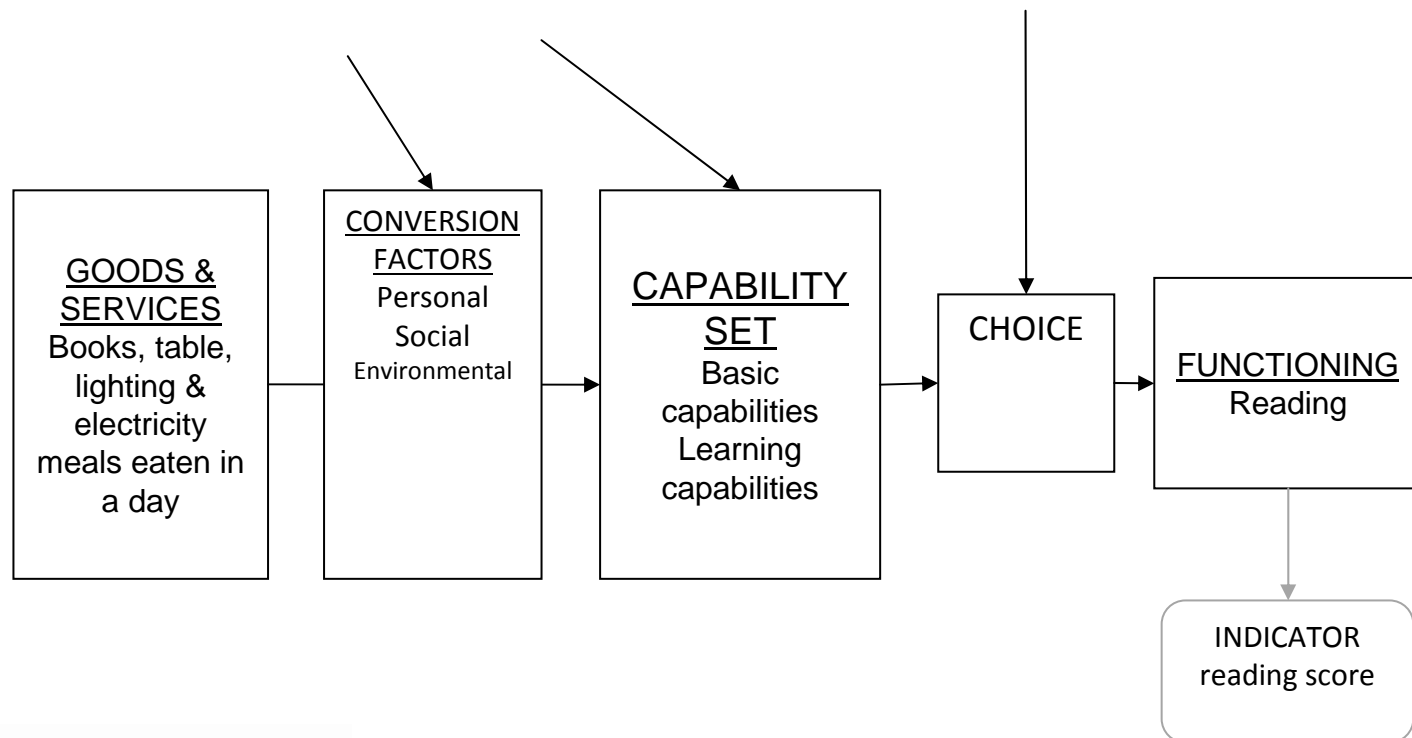 GOODS &
SERVICES
Books, table,
lighting &
electricity
meals eaten in
a day
CONVERSION
FACTORS
Personal
Social
Environmental
CAPABILITY
SET
Basic
capabilities
Learning
capabilities
CHOICE
FUNCTIONING
Reading
INDICATOR
reading score